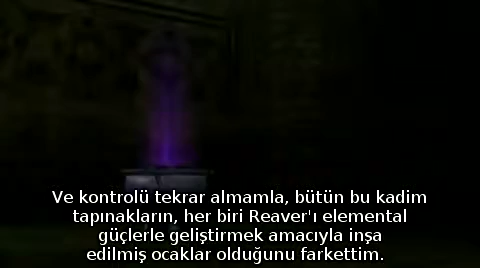 Ve kontrolü tekrar almamla, bütün bu kadim
tapınakların, her biri Reaver'ı elemental
güçlerle geliştirmek amacıyla inşa
edilmiş ocaklar olduğunu farkettim.